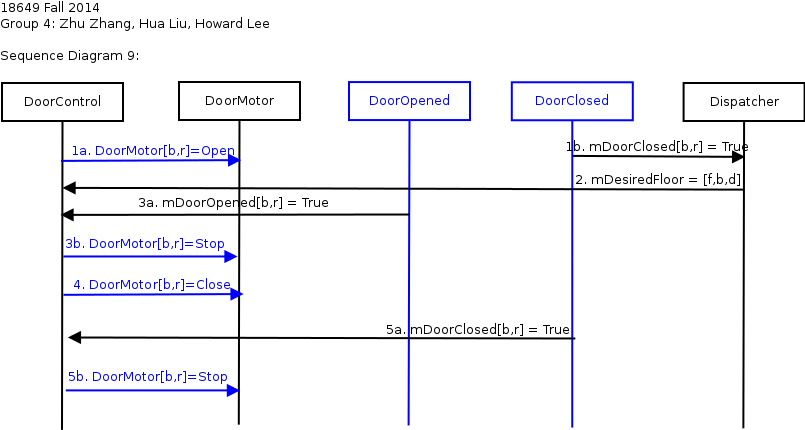 18649 Fall 2014
Group 4: Zhu Zhang, Hua Liu, Howard Lee
Sequence Diagram 9:
DoorControl
DoorMotor
DoorOpened
DoorClosed
Dispatcher
1a. DoorMotor[b,r]=Open
1b. mDoorClosed[b,r] = True
2. mDesiredFloor = [f,b,d]
3a. mDoorOpened[b,r] = True
3b. DoorMotor[b,r]=Stop
4. DoorMotor[b,r]=Close
5a. mDoorClosed[b,r] = True
5b. DoorMotor[b,r]=Stop